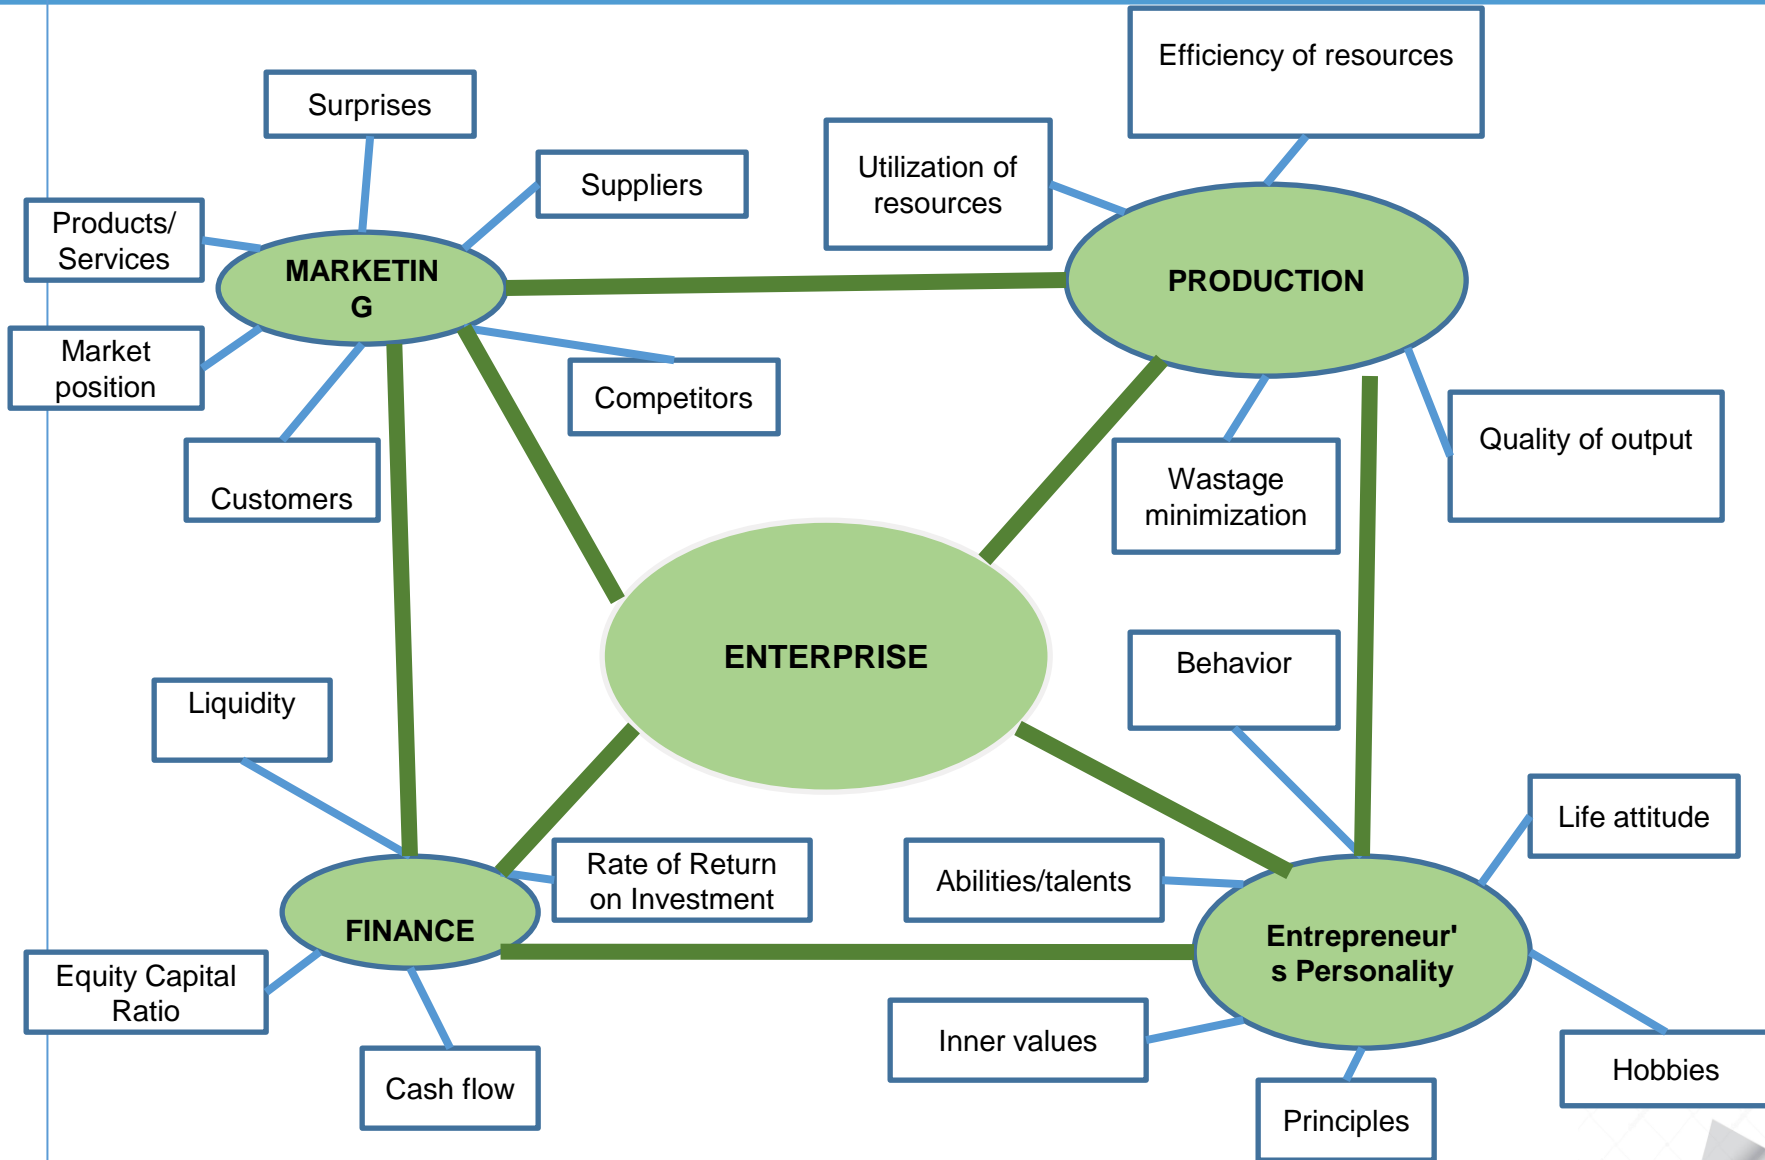 Efficiency of resources
Surprises
Utilization of
resources
Suppliers
Products/
Services
MARKETIN
G
PRODUCTION
Market
position
Competitors
Customers
Quality of output
Wastage
minimization
ENTERPRISE
Behavior
Liquidity
Life attitude
Rate of Return
on Investment
Abilities/talents
FINANCE
Entrepreneur'
s Personality
Equity Capital
Ratio
Inner values
Hobbies
Cash flow
Principles